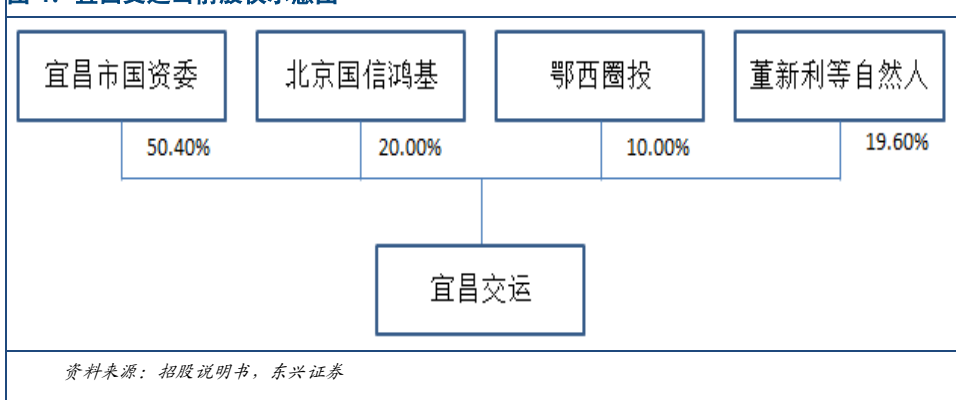 宜昌市国资委
北京国信鸿基
鄂西圈投
董新利等自然人
50.40%
20.00%
10.00%
19.60%
宜昌交运
资料来源：招股说明书，东兴证券